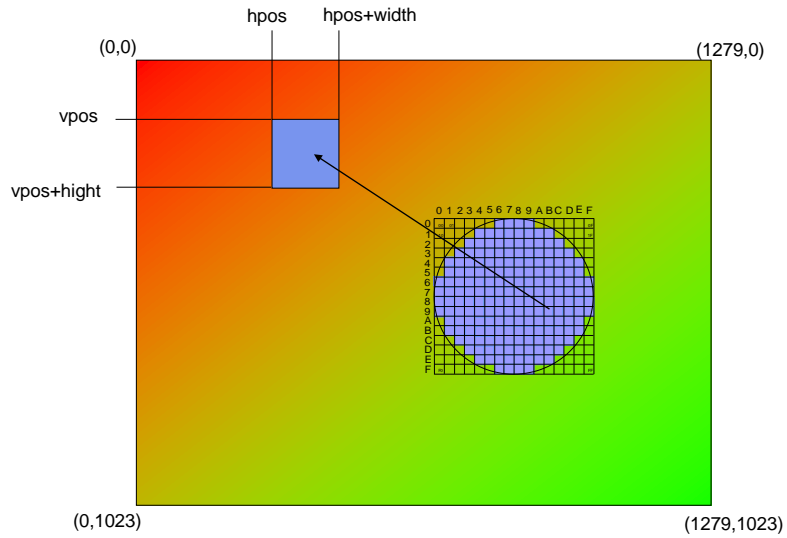 hpos hpos+width
(0,0) (1279,0)
vpos
vpos+hight
0 1 2 3 4 5 6 7 8 9 A B C D E F
0
1
2
3
4
5
6
7
8
9
A
B
C
D
E
F
(0,1023) (1279,1023)